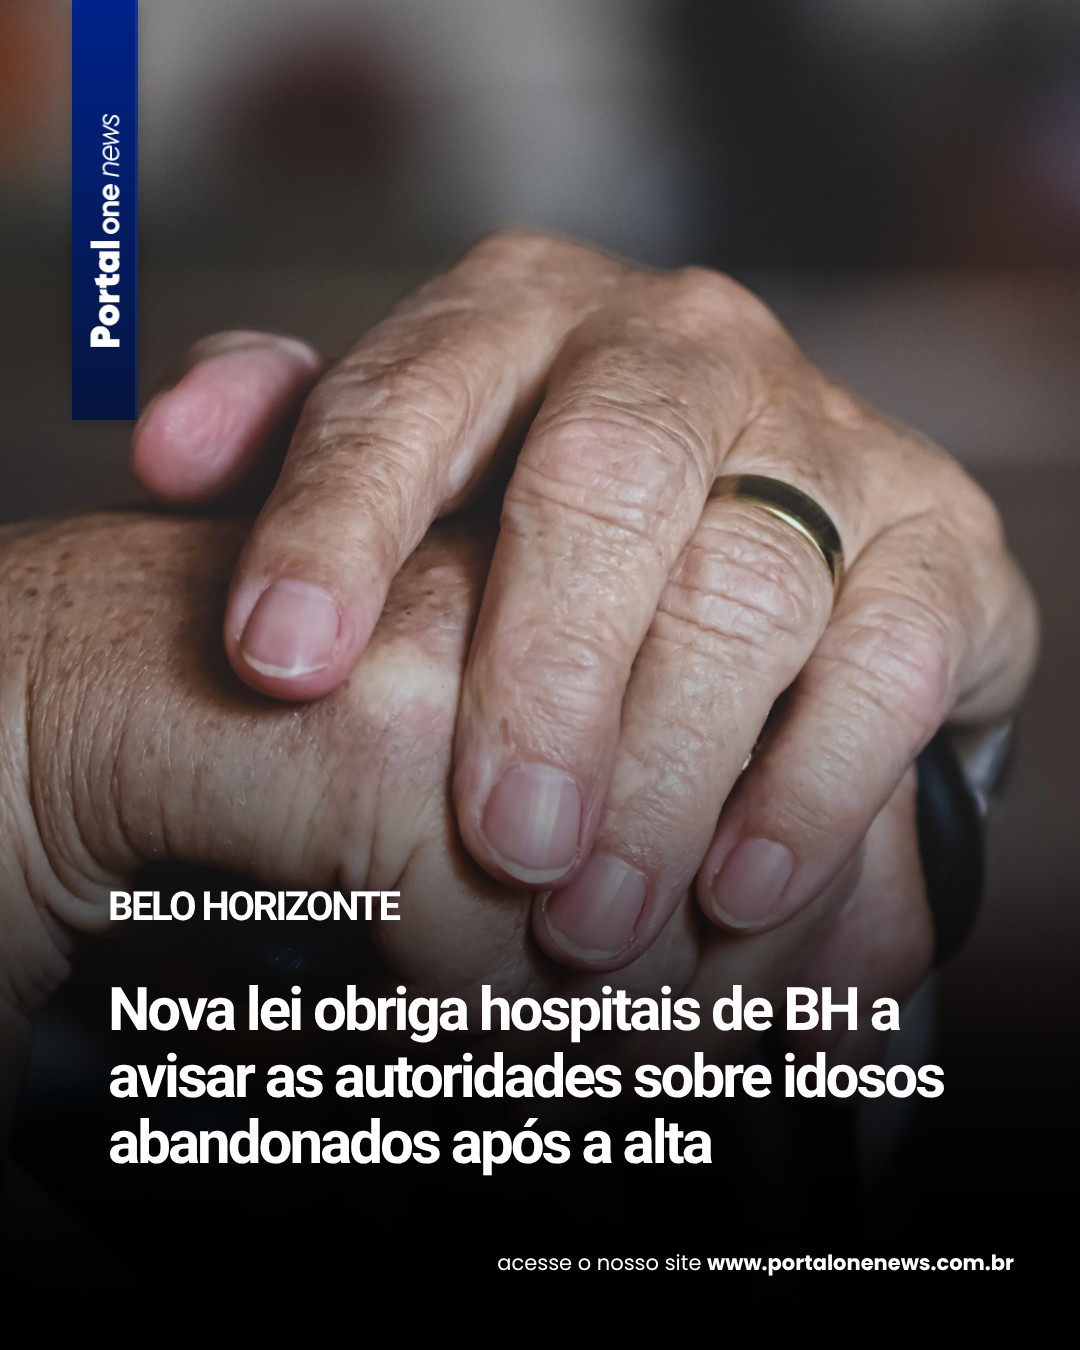 Portal one news
BELO HORIZONTE
Nova lei obriga hospitais de BH a
avisar as autoridades sobre idosos
abandonados após a alta
acesse o nosso site www.portalonenews.com.br